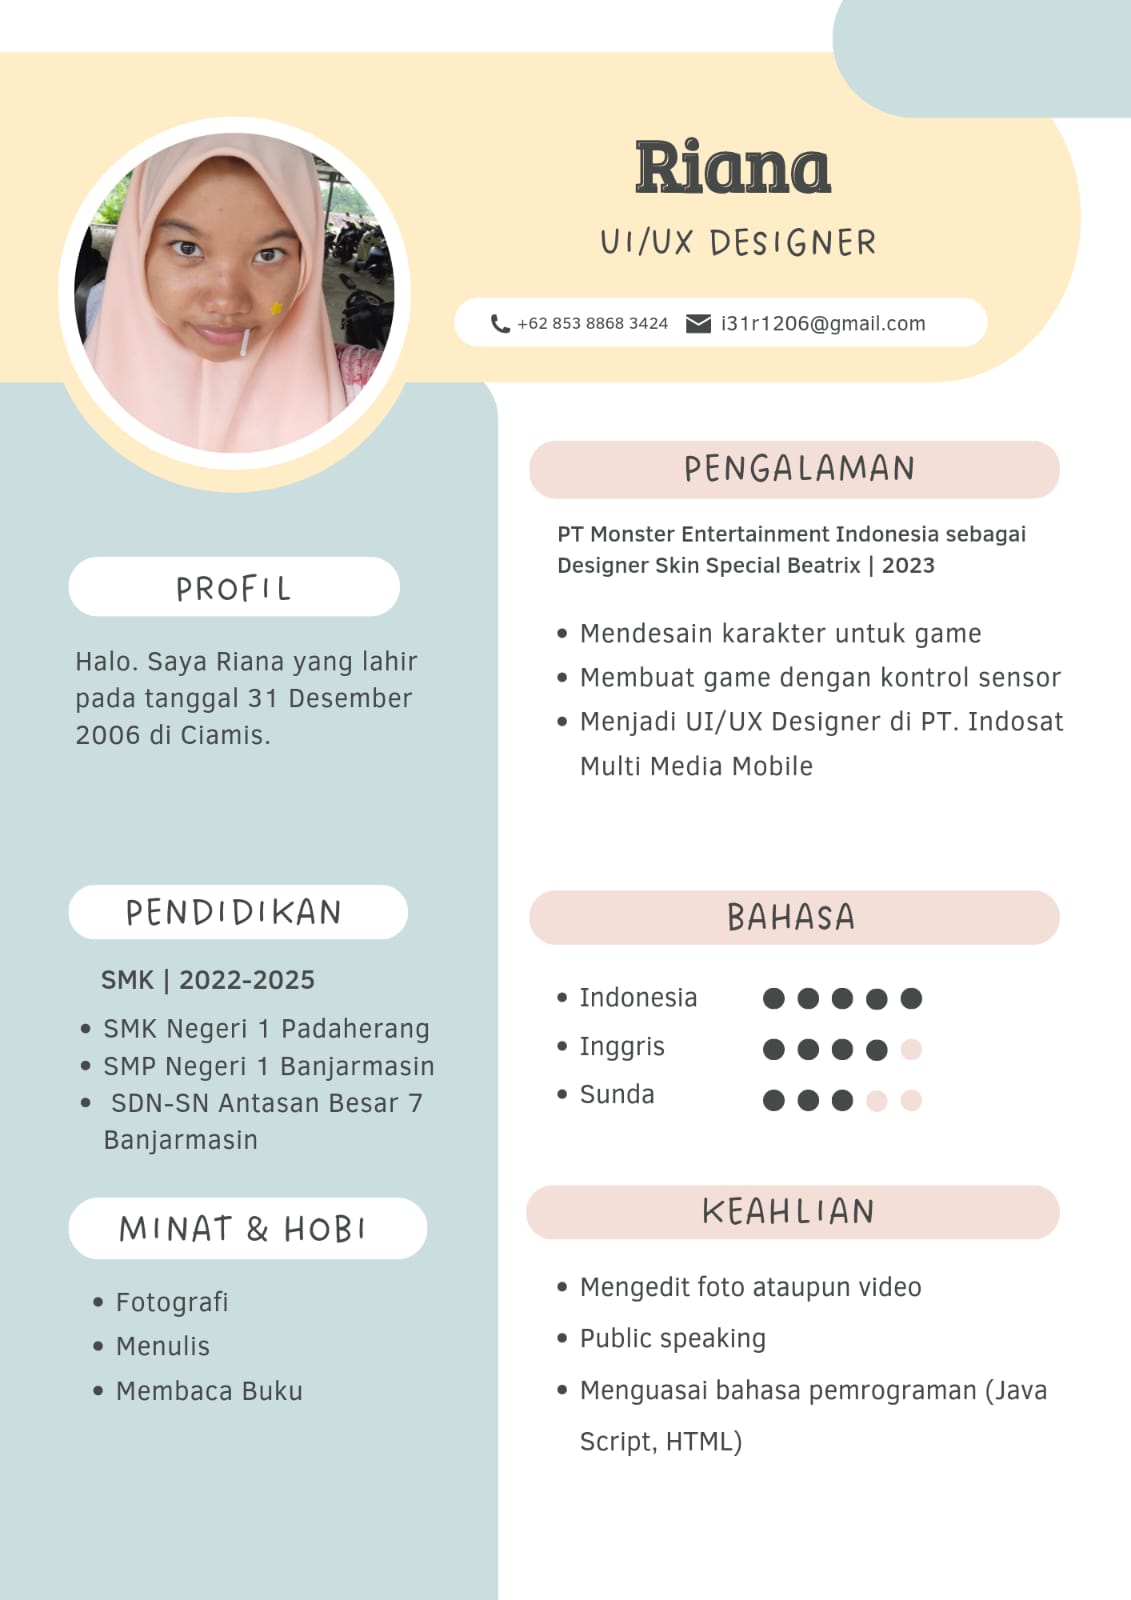 Riana
UI/UX DESIGNER
+62 853 8868 3424 i31r1206@gmail.com
PROFIL
Halo. Saya Riana yang lahir
pada tanggal 31 Desember
2006 di Ciamis.
PENDIDIKAN
SMK | 2022-2025
• SMK Negeri 1 Padaherang
• SMP Negeri 1 Banjarmasin
• SDN-SN Antasan Besar 7
Banjarmasin
MINAT & HOBI
• Fotografi
• Menulis
• Membaca Buku
PENGALAMAN
PT Monster Entertainment Indonesia sebagai
Designer Skin Special Beatrix | 2023
• Mendesain karakter untuk game
• Membuat game dengan kontrol sensor
• Menjadi UI/UX Designer di PT. Indosat
Multi Media Mobile
BAHASA
• Indonesia
• Inggris
• Sunda
KEAHLIAN
• Mengedit foto ataupun video
• Public speaking
• Menguasai bahasa pemrograman (Java
Script, HTML)